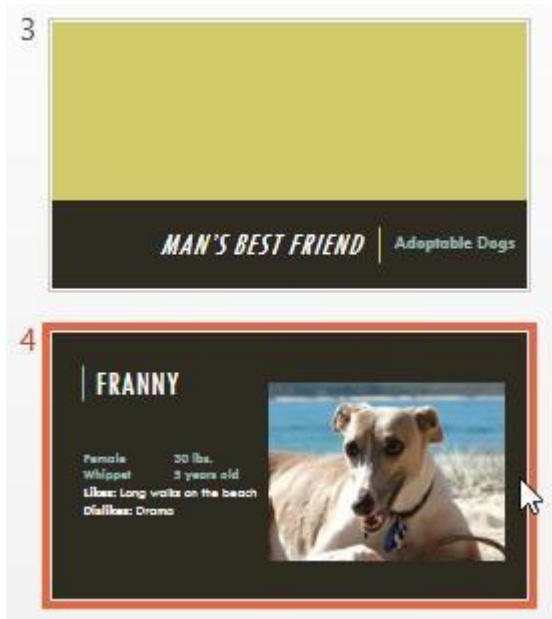 3
MAN'S BEST FRIEND | Adoptable Dogs
4
FRANNY
Female 30 lbs.
Whippet 3 years old
Likes: Long walks on the beach
Dislikes: Drama